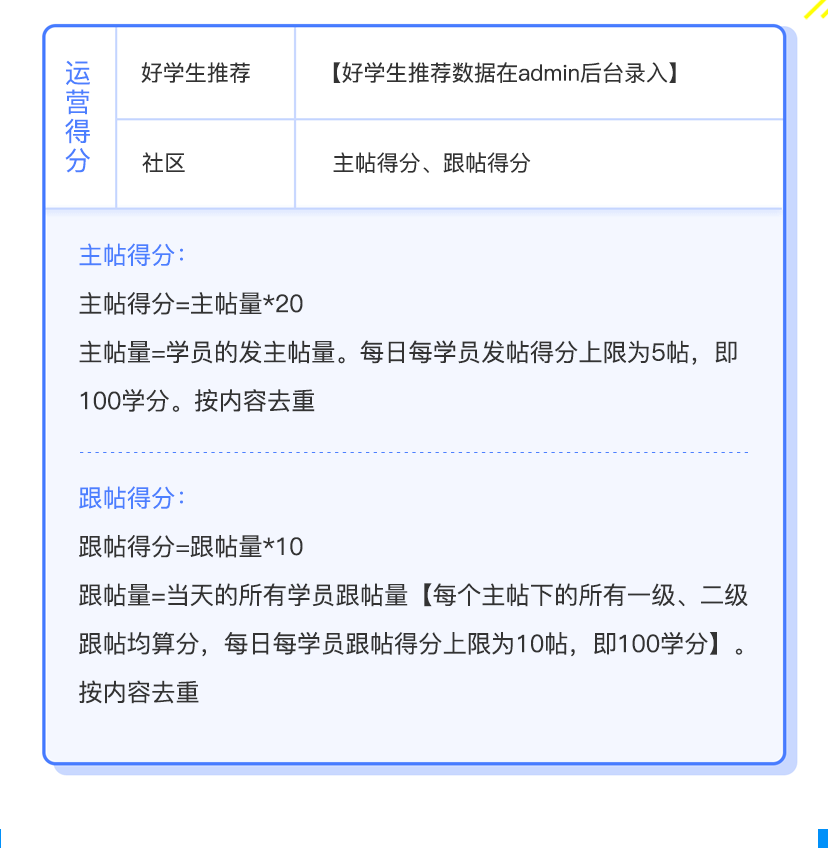 运营得分
好学生推荐
【好学生推荐数据在admin后台录入】
社区
主帖得分、跟帖得分
主帖得分：
主帖得分=主帖量*20
主帖量=学员的发主帖量。每日每学员发帖得分上限为5帖，即
100学分。按内容去重
跟帖得分：
跟帖得分=跟帖量*10
跟帖量=当天的所有学员跟帖量【每个主帖下的所有一级、二级
跟帖均算分，每日每学员跟帖得分上限为10帖，即100学分】。
按内容去重